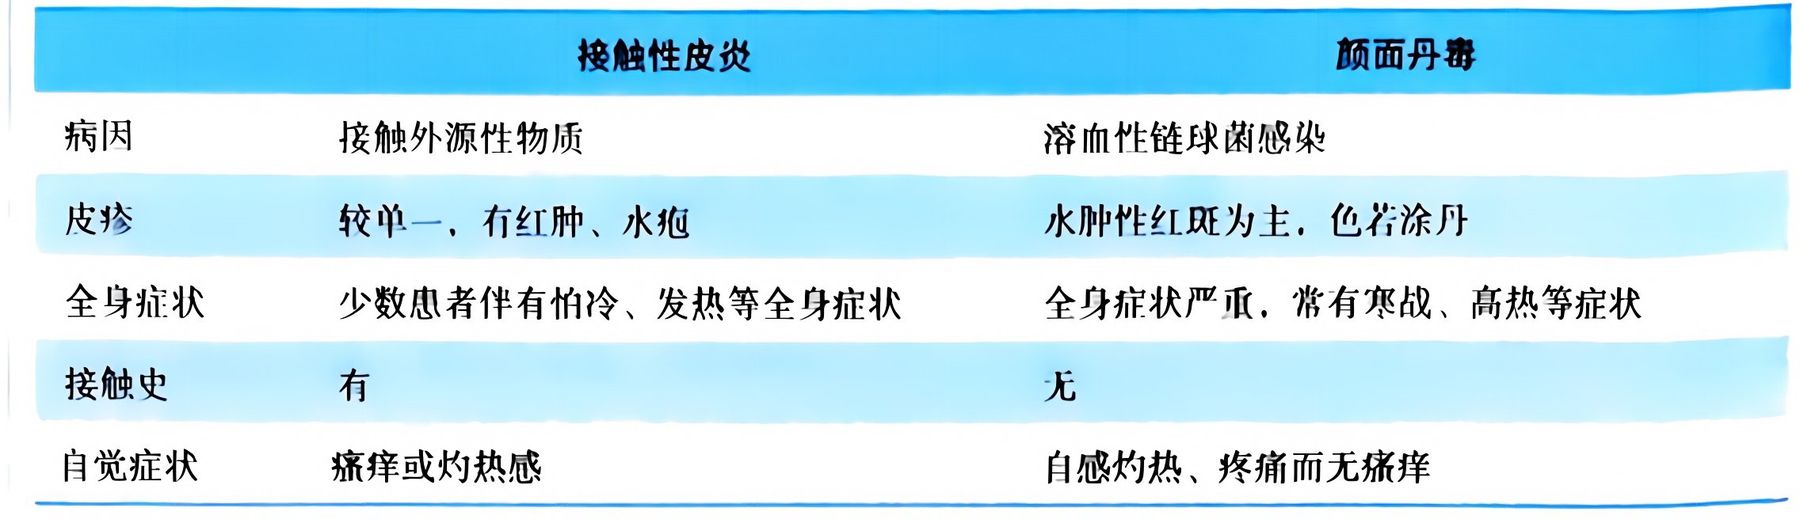 接触性皮炎 颜面丹毒
病因 接触外源性物质 溶血性链球菌感染
皮疹 较单一，有红肿、水疱 水肿性红斑为主，色若涂丹
全身症状 少数患者伴有怕冷、发热等全身症状 全身症状严重，常有寒战、高热等症状
接触史 有 无
自觉症状 瘙痒或灼热感 自感灼热、疼痛而无瘙痒